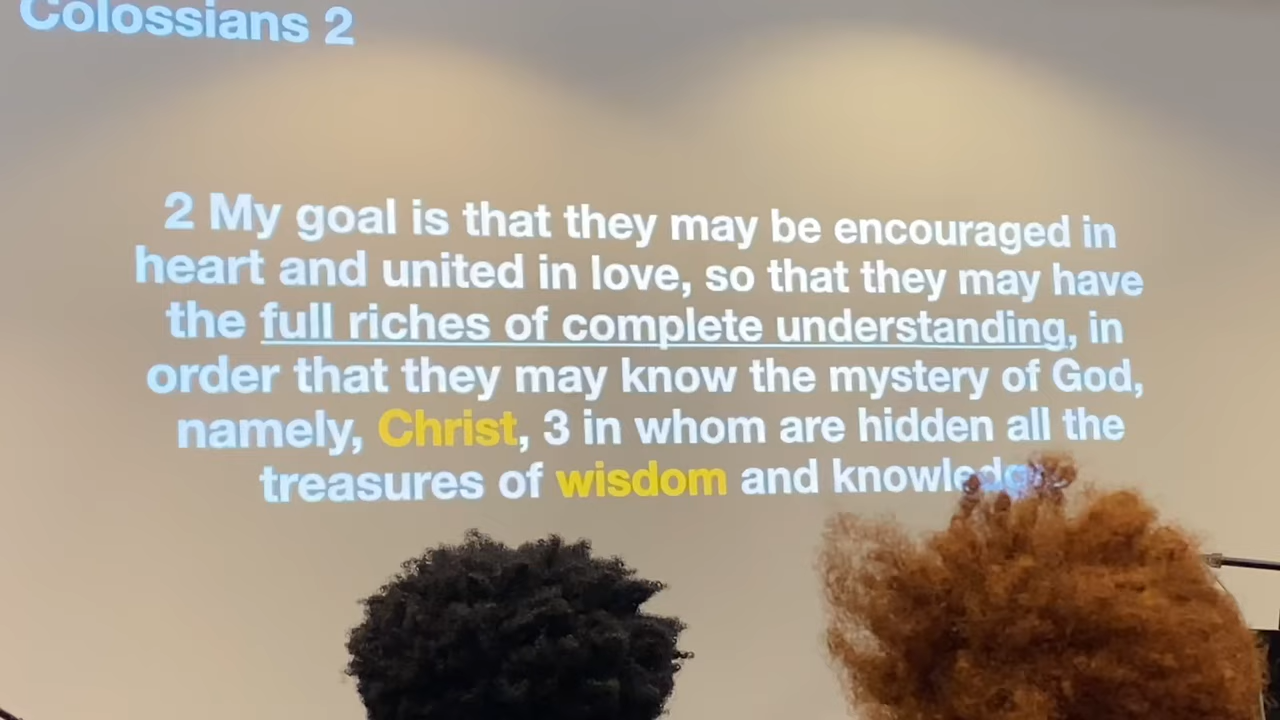 Colossians 2
2 My goal is that they may be encouraged in
heart and united in love, so that they may have
the full riches of complete understanding, in
order that they may know the mystery of God,
namely, Christ, 3 in whom are hidden all the
treasures of wisdom and